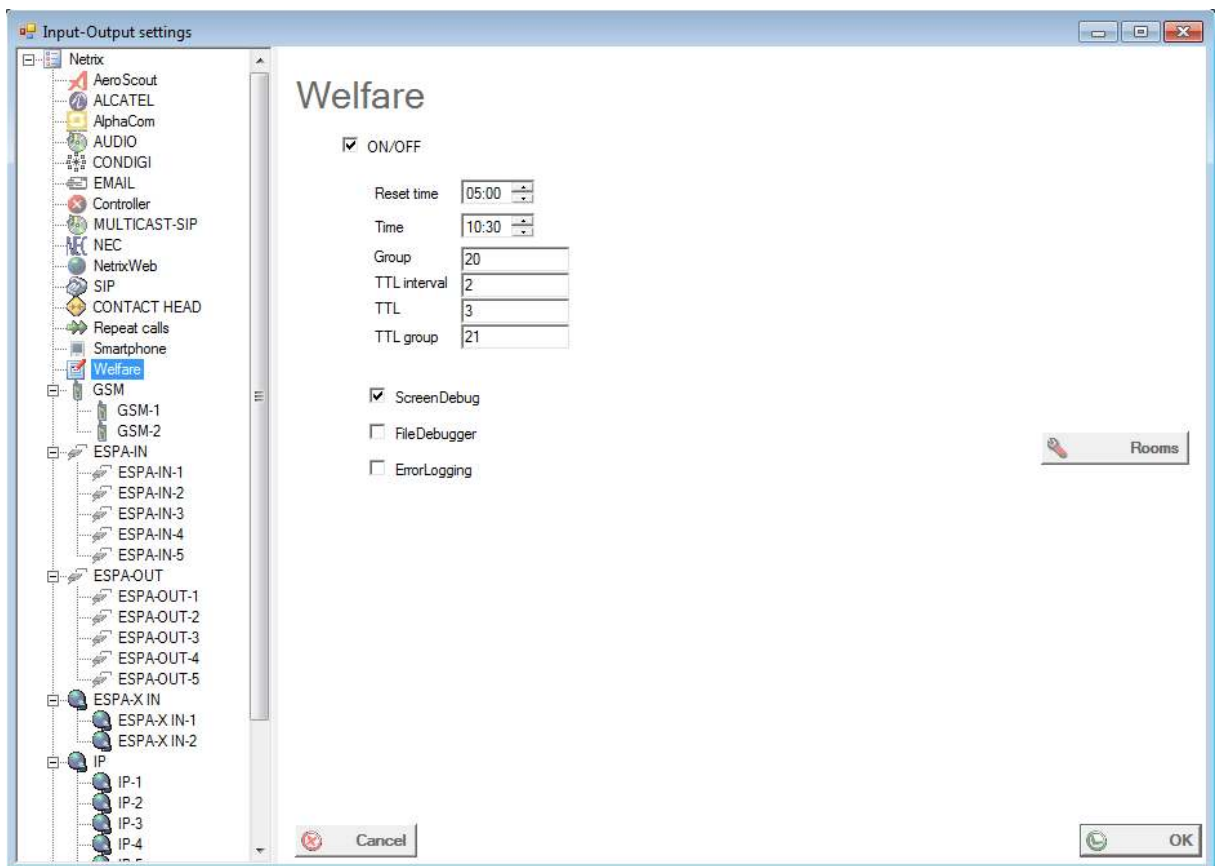 Input-Output settings
Netrix
AeroScout
ALCATEL
AlphaCom
AUDIO
CONDIGI
EMAIL
Controller
MULTICAST-SIP
NEC
NetrixWeb
SIP
CONTACT HEAD
Repeat calls
Smartphone
Welfare
GSM
GSM-1
GSM-2
ESPA-IN
ESPA-IN-1
ESPA-IN-2
ESPA-IN-3
ESPA-IN-4
ESPA-IN-5
ESPA-OUT
ESPA-OUT-1
ESPA-OUT-2
ESPA-OUT-3
ESPA-OUT-4
ESPA-OUT-5
ESPA-X IN
ESPA-X IN-1
ESPA-X IN-2
IP
IP-1
IP-2
IP-3
IP-4
Welfare
ON/OFF
Reset time 05:00
Time 10:30
Group 20
TTL interval 2
TTL 3
TTL group 21
ScreenDebug
FileDebugger
ErrorLogging
Rooms
Cancel
OK